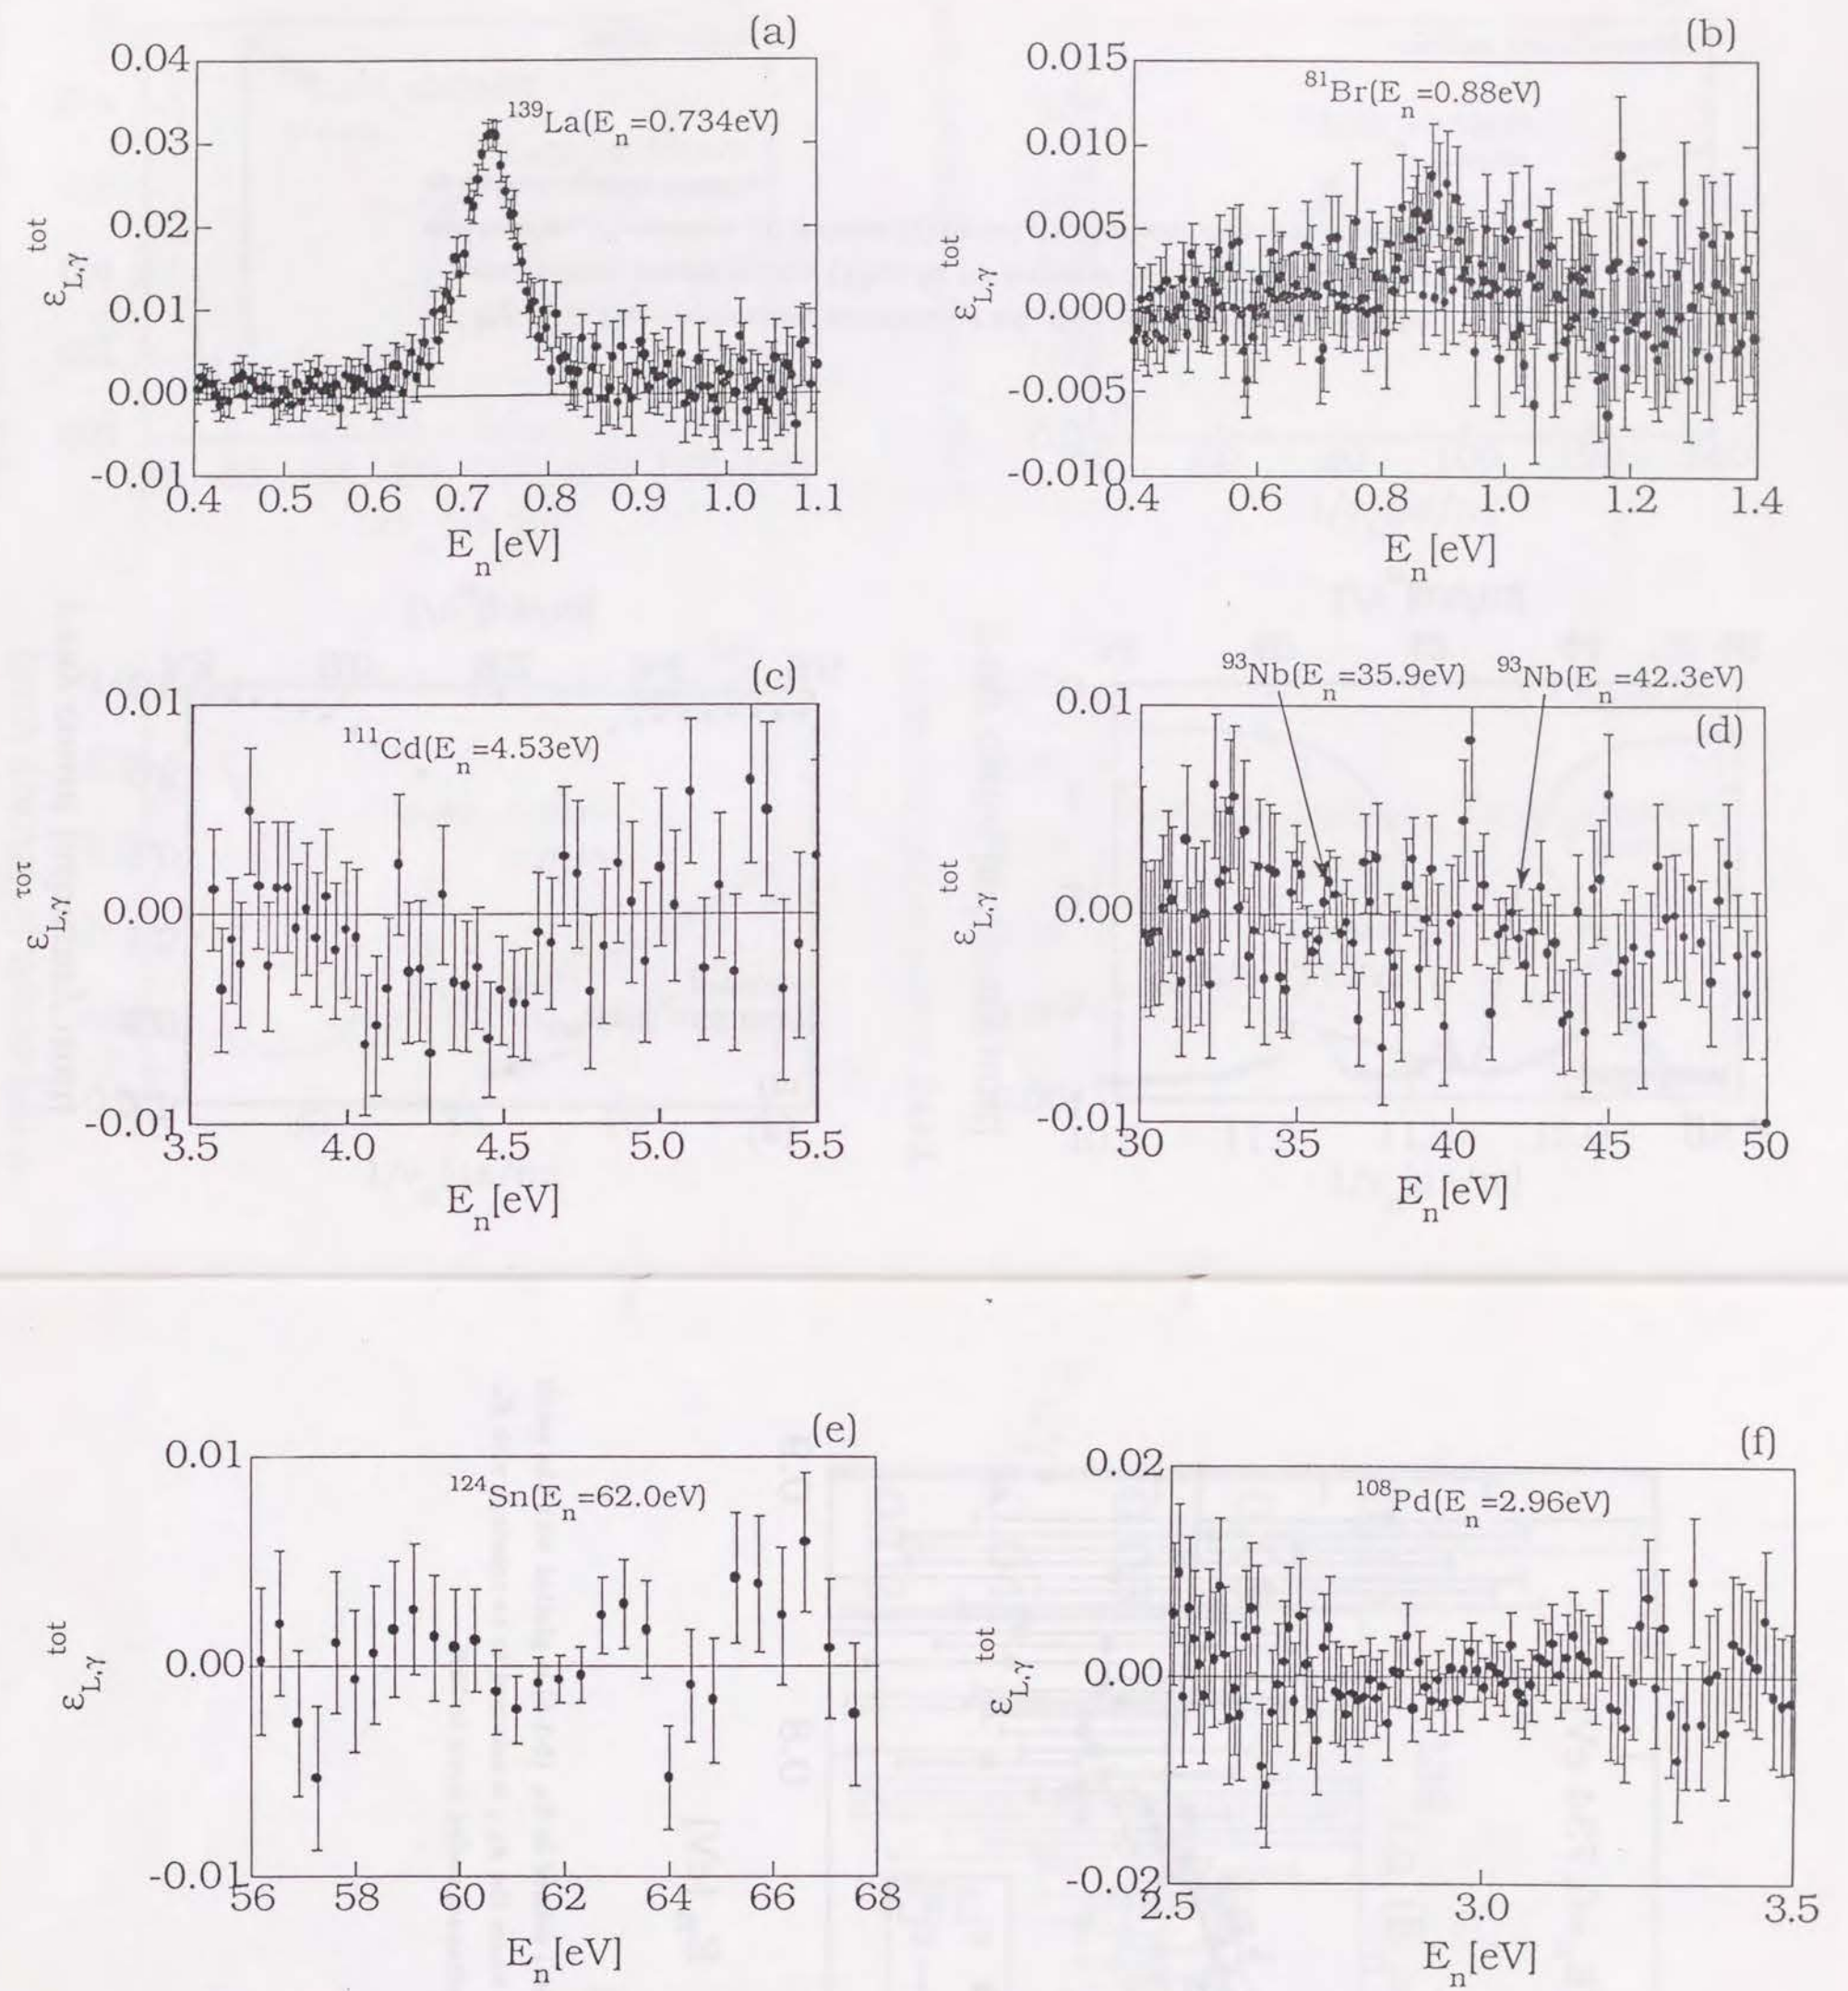 (a)
0.04
0.03
0.02
0.01
0.00
-0.01
¹³⁹La(Eₙ=0.734eV)
ε_L,γ^tot
0.4 0.5 0.6 0.7 0.8 0.9 1.0 1.1
Eₙ[eV]
(b)
0.015
0.010
0.005
0.000
-0.005
-0.010
⁸¹Br(Eₙ=0.88eV)
ε_L,γ^tot
0.4 0.6 0.8 1.0 1.2 1.4
Eₙ[eV]
(c)
0.01
0.00
-0.01
¹¹¹Cd(Eₙ=4.53eV)
ε_L,γ^τοτ
3.5 4.0 4.5 5.0 5.5
Eₙ[eV]
⁹³Nb(Eₙ=35.9eV) ⁹³Nb(Eₙ=42.3eV)
(d)
0.01
0.00
-0.01
ε_L,γ^tot
30 35 40 45 50
Eₙ[eV]
(e)
0.01
0.00
-0.01
¹²⁴Sn(Eₙ=62.0eV)
ε_L,γ^tot
56 58 60 62 64 66 68
Eₙ[eV]
(f)
0.02
0.00
-0.02
¹⁰⁸Pd(Eₙ=2.96eV)
ε_L,γ^tot
2.5 3.0 3.5
Eₙ[eV]